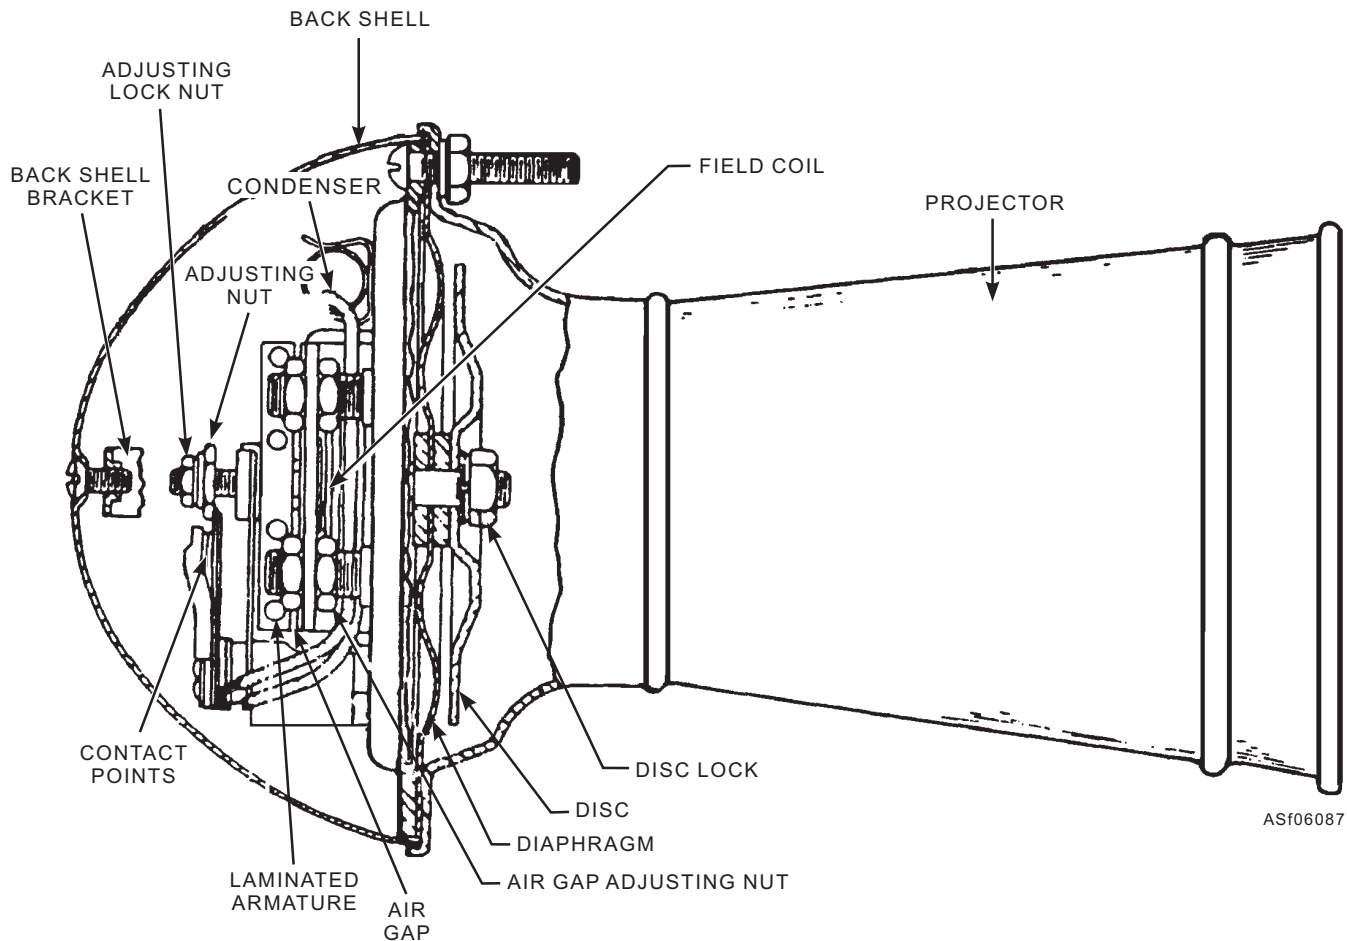 BACK SHELL
ADJUSTING
LOCK NUT
BACK SHELL
BRACKET
CONDENSER
FIELD COIL
PROJECTOR
ADJUSTING
NUT
CONTACT
POINTS
DISC LOCK
DISC
DIAPHRAGM
AIR GAP ADJUSTING NUT
LAMINATED
ARMATURE
AIR
GAP
ASf06087